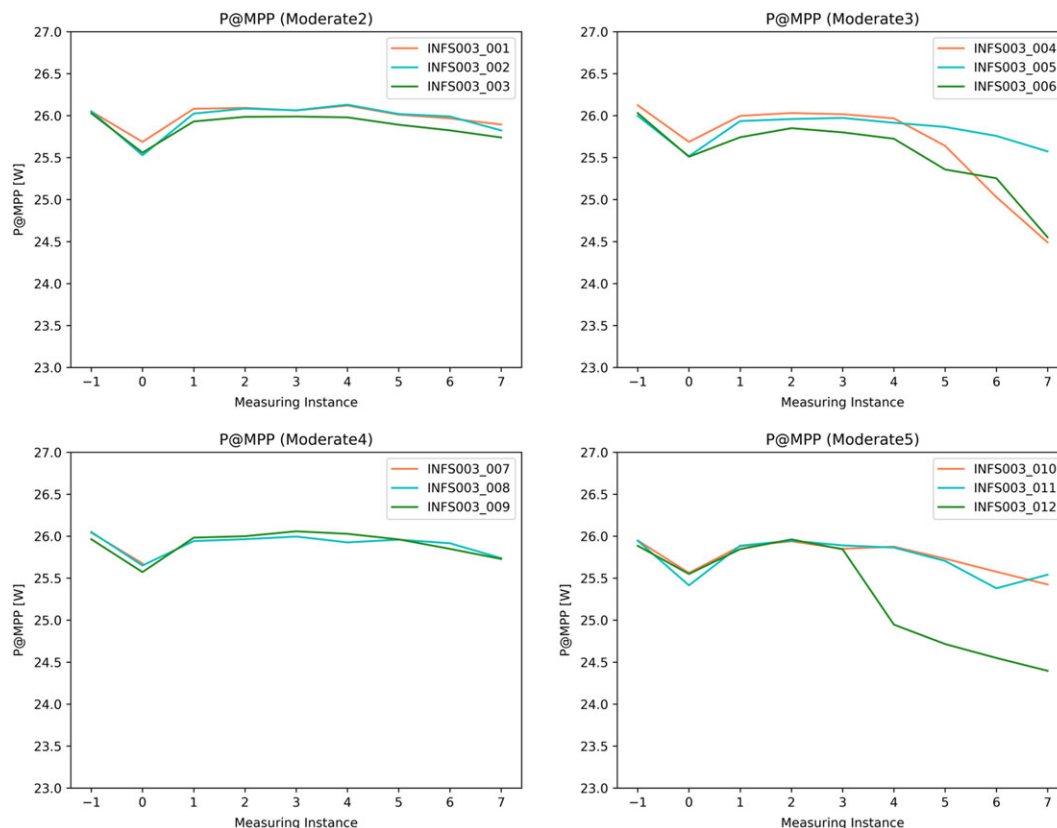 P@MPP (Moderate2)
27.0
26.5
26.0
25.5
25.0
24.5
24.0
23.5
23.0
P@MPP [W]
INFS003_001
INFS003_002
INFS003_003
−1 0 1 2 3 4 5 6 7
Measuring Instance
P@MPP (Moderate3)
27.0
26.5
26.0
25.5
25.0
24.5
24.0
23.5
23.0
P@MPP [W]
INFS003_004
INFS003_005
INFS003_006
−1 0 1 2 3 4 5 6 7
Measuring Instance
P@MPP (Moderate4)
27.0
26.5
26.0
25.5
25.0
24.5
24.0
23.5
23.0
P@MPP [W]
INFS003_007
INFS003_008
INFS003_009
−1 0 1 2 3 4 5 6 7
Measuring Instance
P@MPP (Moderate5)
27.0
26.5
26.0
25.5
25.0
24.5
24.0
23.5
23.0
P@MPP [W]
INFS003_010
INFS003_011
INFS003_012
−1 0 1 2 3 4 5 6 7
Measuring Instance